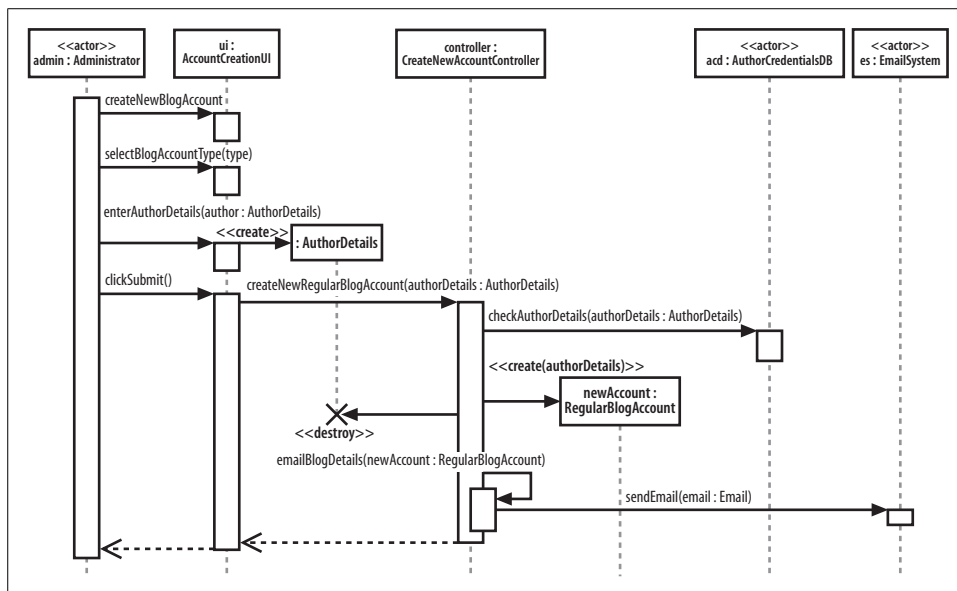 <<actor>>
admin : Administrator
ui :
AccountCreationUI
controller :
CreateNewAccountController
<<actor>>
acd : AuthorCredentialsDB
<<actor>>
es : EmailSystem
createNewBlogAccount
selectBlogAccountType(type)
enterAuthorDetails(author : AuthorDetails)
<<create>>
: AuthorDetails
clickSubmit()
createNewRegularBlogAccount(authorDetails : AuthorDetails)
checkAuthorDetails(authorDetails : AuthorDetails)
<<create(authorDetails)>>
newAccount :
RegularBlogAccount
<<destroy>>
emailBlogDetails(newAccount : RegularBlogAccount)
sendEmail(email : Email)